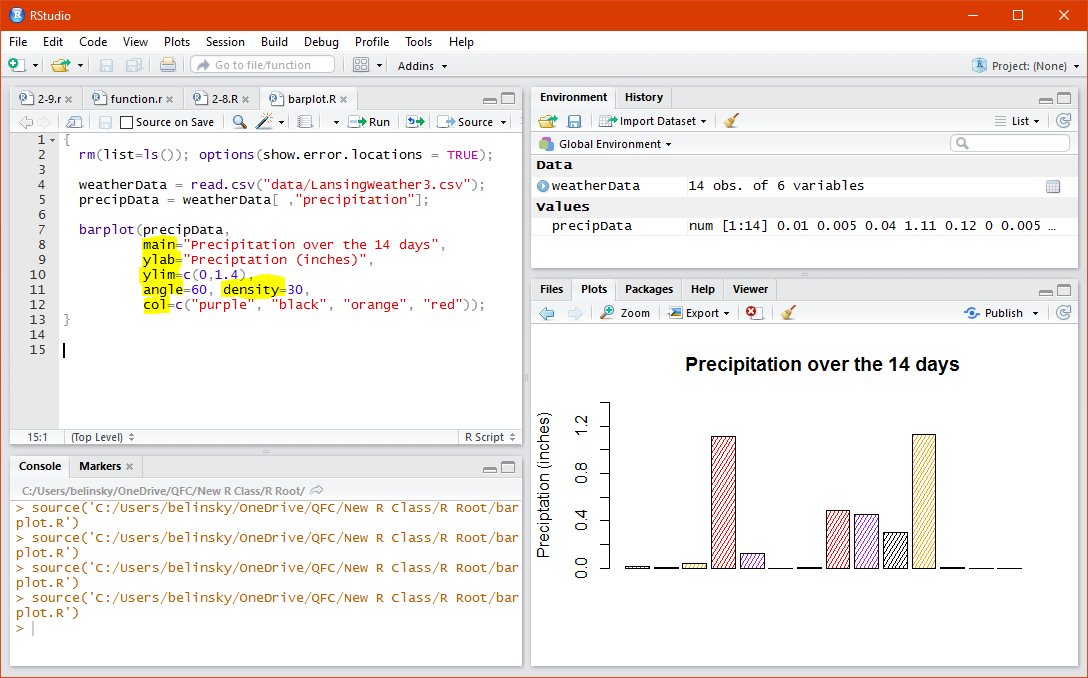 RStudio
File Edit Code View Plots Session Build Debug Profile Tools Help
Go to file/function Addins Project: (None)
2-9.r function.r 2-8.R barplot.R
Source on Save Run Source
1 {
2 rm(list=ls()); options(show.error.locations = TRUE);
3
4 weatherData = read.csv("data/LansingWeather3.csv");
5 precipData = weatherData[ ,"precipitation"];
6
7 barplot(precipData,
8 main="Precipitation over the 14 days",
9 ylab="Preciptation (inches)",
10 ylim=c(0,1.4),
11 angle=60, density=30,
12 col=c("purple", "black", "orange", "red"));
13 }
14
15
15:1 (Top Level) R Script
Console Markers
C:/Users/belinsky/OneDrive/QFC/New R Class/R Root/
> source('C:/Users/belinsky/OneDrive/QFC/New R Class/R Root/bar
plot.R')
> source('C:/Users/belinsky/OneDrive/QFC/New R Class/R Root/bar
plot.R')
> source('C:/Users/belinsky/OneDrive/QFC/New R Class/R Root/bar
plot.R')
> source('C:/Users/belinsky/OneDrive/QFC/New R Class/R Root/bar
plot.R')
>
Environment History
Import Dataset List
Global Environment
Data
weatherData 14 obs. of 6 variables
Values
precipData num [1:14] 0.01 0.005 0.04 1.11 0.12 0 0.005 …
Files Plots Packages Help Viewer
Zoom Export Publish
Precipitation over the 14 days
Preciptation (inches)
1.2
0.8
0.4
0.0